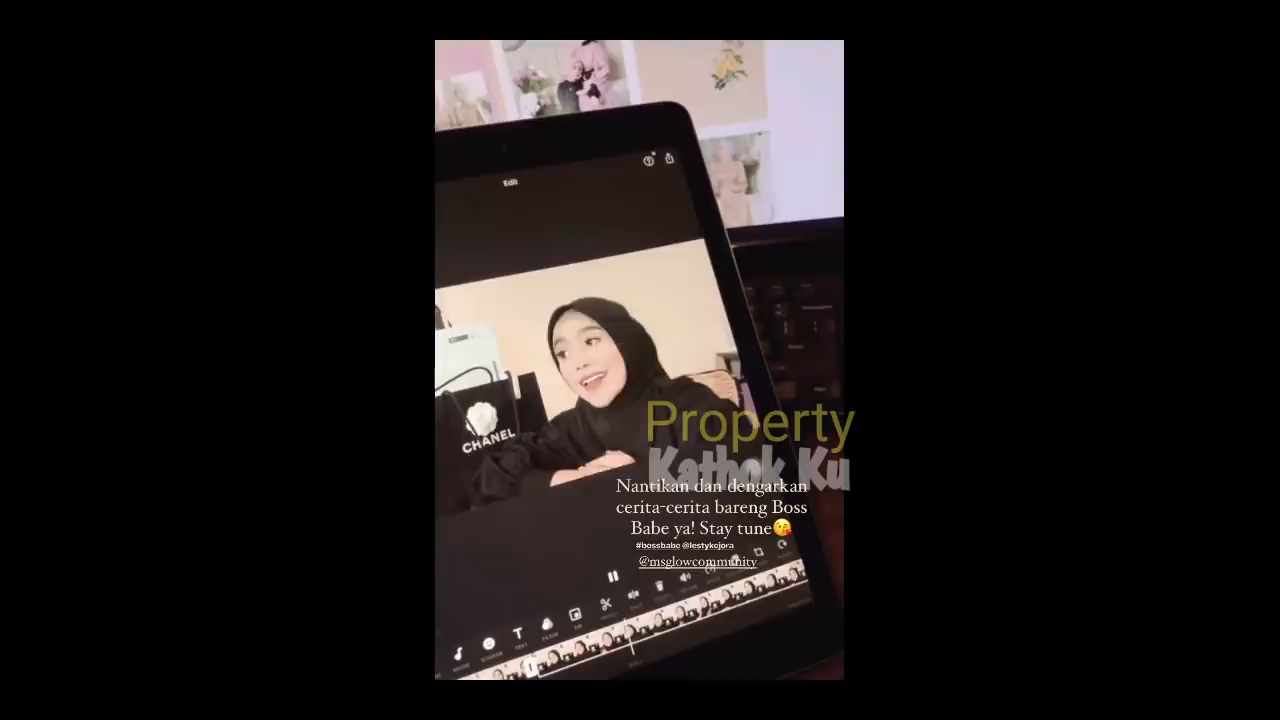 Edit
CHANEL
Property
Kathok Ku
Nantikan dan dengarkan
cerita-cerita bareng Boss
Babe ya! Stay tune😘
#bossbabe @lestykejora
@msglowcommunity
TEXT